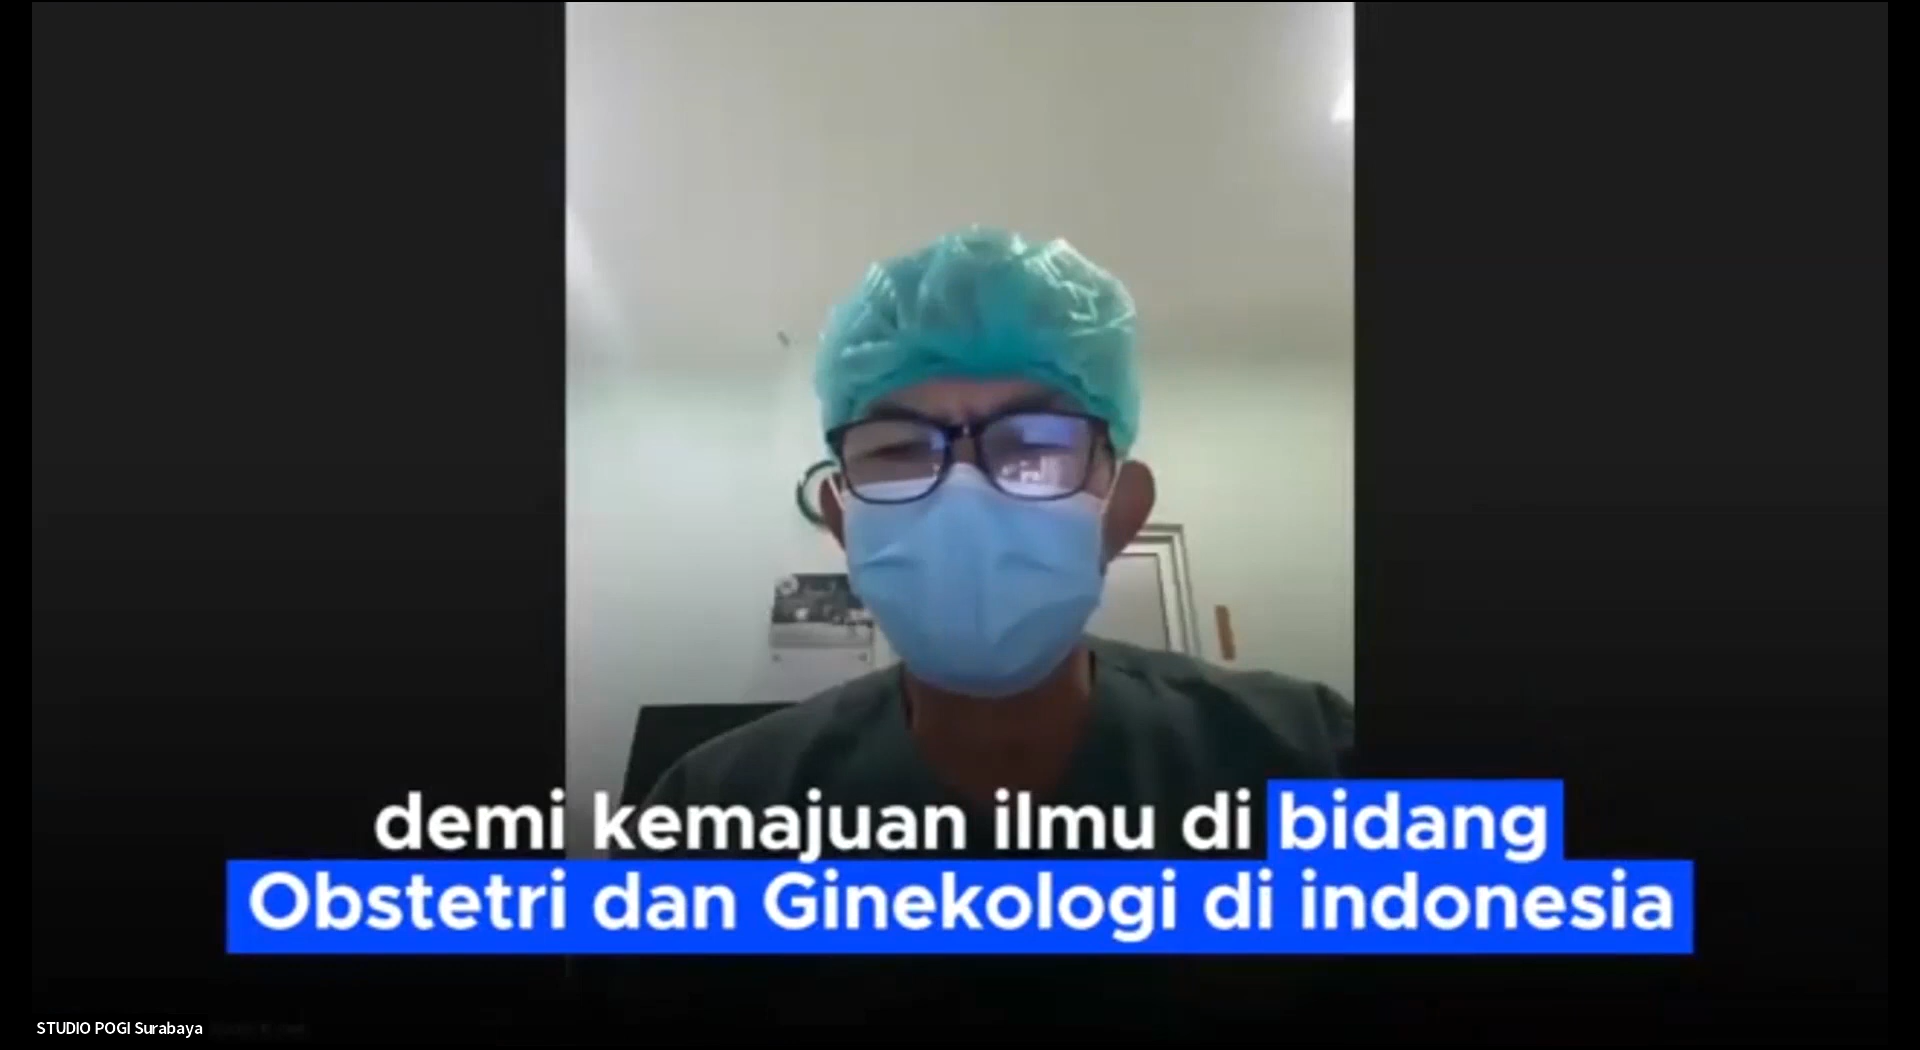 demi kemajuan ilmu di bidang
Obstetri dan Ginekologi di indonesia
STUDIO POGI Surabaya